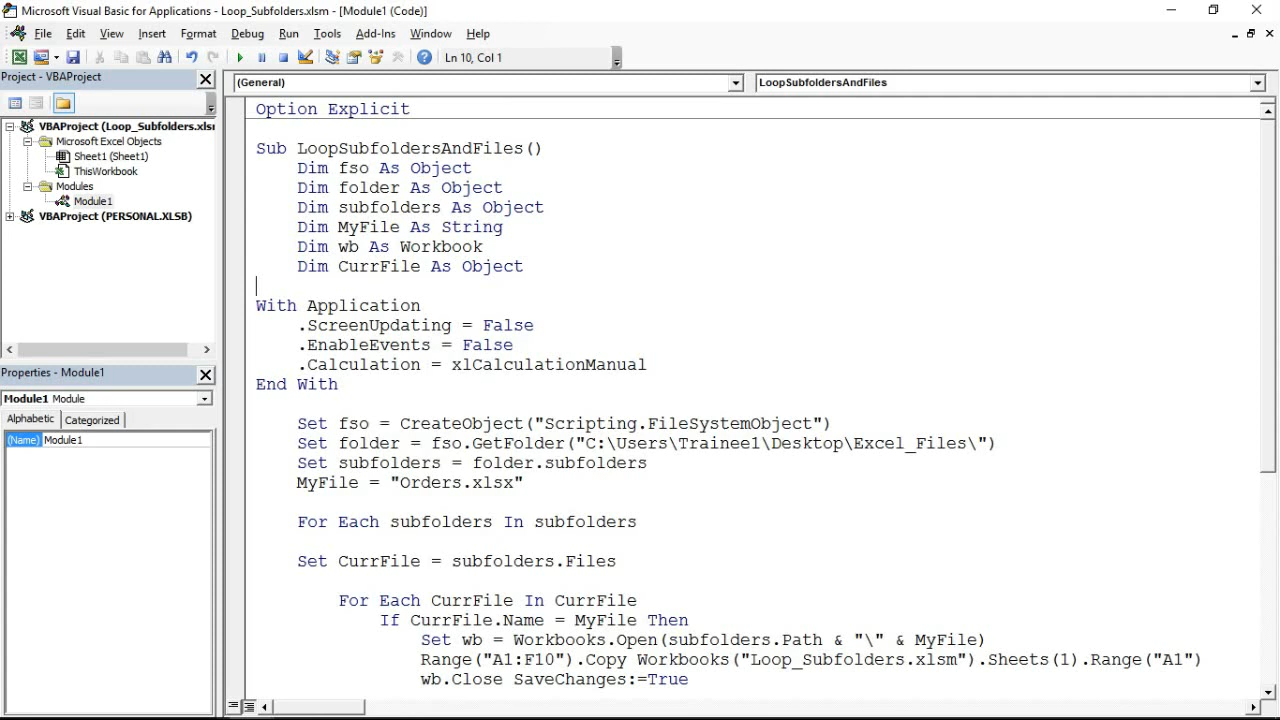 Microsoft Visual Basic for Applications - Loop_Subfolders.xlsm - [Module1 (Code)]
File Edit View Insert Format Debug Run Tools Add-Ins Window Help
Ln 10, Col 1
Project - VBAProject
VBAProject (Loop_Subfolders.xlsm
Microsoft Excel Objects
Sheet1 (Sheet1)
ThisWorkbook
Modules
Module1
VBAProject (PERSONAL.XLSB)
Properties - Module1
Module1 Module
Alphabetic Categorized
(Name) Module1
(General) LoopSubfoldersAndFiles
Option Explicit
Sub LoopSubfoldersAndFiles()
Dim fso As Object
Dim folder As Object
Dim subfolders As Object
Dim MyFile As String
Dim wb As Workbook
Dim CurrFile As Object
With Application
.ScreenUpdating = False
.EnableEvents = False
.Calculation = xlCalculationManual
End With
Set fso = CreateObject("Scripting.FileSystemObject")
Set folder = fso.GetFolder("C:\Users\Trainee1\Desktop\Excel_Files\")
Set subfolders = folder.subfolders
MyFile = "Orders.xlsx"
For Each subfolders In subfolders
Set CurrFile = subfolders.Files
For Each CurrFile In CurrFile
If CurrFile.Name = MyFile Then
Set wb = Workbooks.Open(subfolders.Path & "\" & MyFile)
Range("A1:F10").Copy Workbooks("Loop_Subfolders.xlsm").Sheets(1).Range("A1")
wb.Close SaveChanges:=True